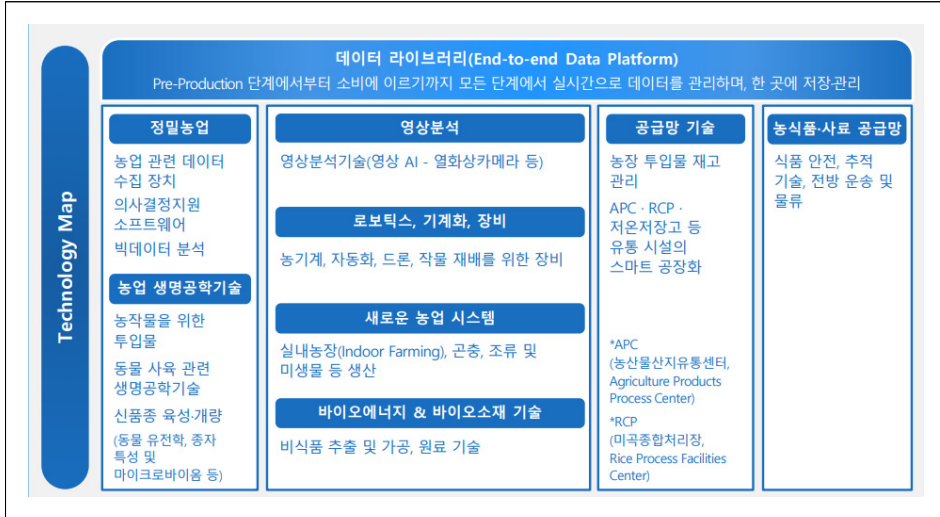 Technology Map
데이터 라이브러리(End-to-end Data Platform)
Pre-Production 단계에서부터 소비에 이르기까지 모든 단계에서 실시간으로 데이터를 관리하며, 한 곳에 저장·관리
정밀농업
농업 관련 데이터
수집 장치
의사결정지원
소프트웨어
빅데이터 분석
농업 생명공학기술
농작물을 위한
투입물
동물 사육 관련
생명공학기술
신품종 육성·개량
(동물 유전학, 종자
특성 및
마이크로바이옴 등)
영상분석
영상분석기술(영상 AI - 열화상카메라 등)
로보틱스, 기계화, 장비
농기계, 자동화, 드론, 작물 재배를 위한 장비
새로운 농업 시스템
실내농장(Indoor Farming), 곤충, 조류 및
미생물 등 생산
바이오에너지 & 바이오소재 기술
비식품 추출 및 가공, 원료 기술
공급망 기술
농장 투입물 재고
관리
APC · RCP ·
저온저장고 등
유통 시설의
스마트 공장화
*APC
(농산물산지유통센터,
Agriculture Products
Process Center)
*RCP
(미곡종합처리장,
Rice Process Facilities
Center)
농식품·사료 공급망
식품 안전, 추적
기술, 전방 운송 및
물류